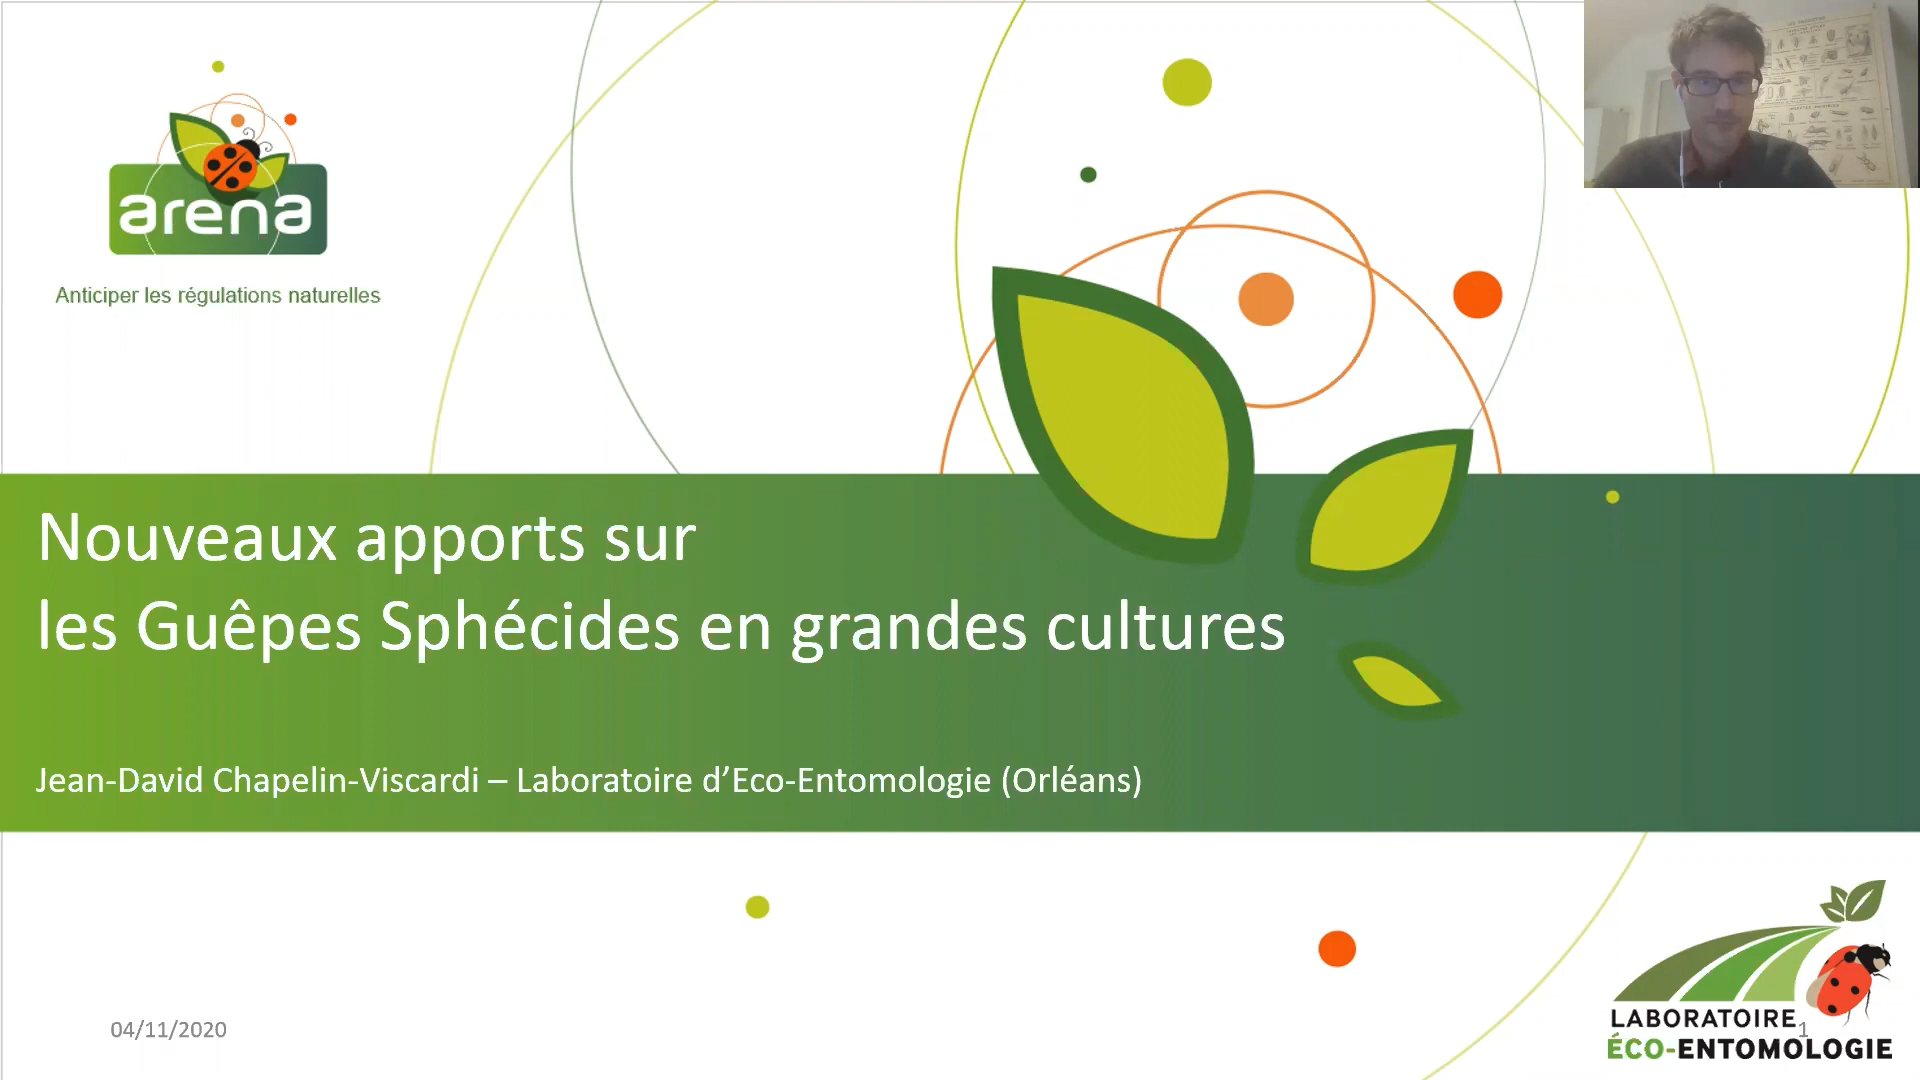 arena
Anticiper les régulations naturelles
Nouveaux apports sur
les Guêpes Sphécides en grandes cultures
Jean-David Chapelin-Viscardi – Laboratoire d’Eco-Entomologie (Orléans)
04/11/2020
1
LABORATOIRE
ÉCO-ENTOMOLOGIE